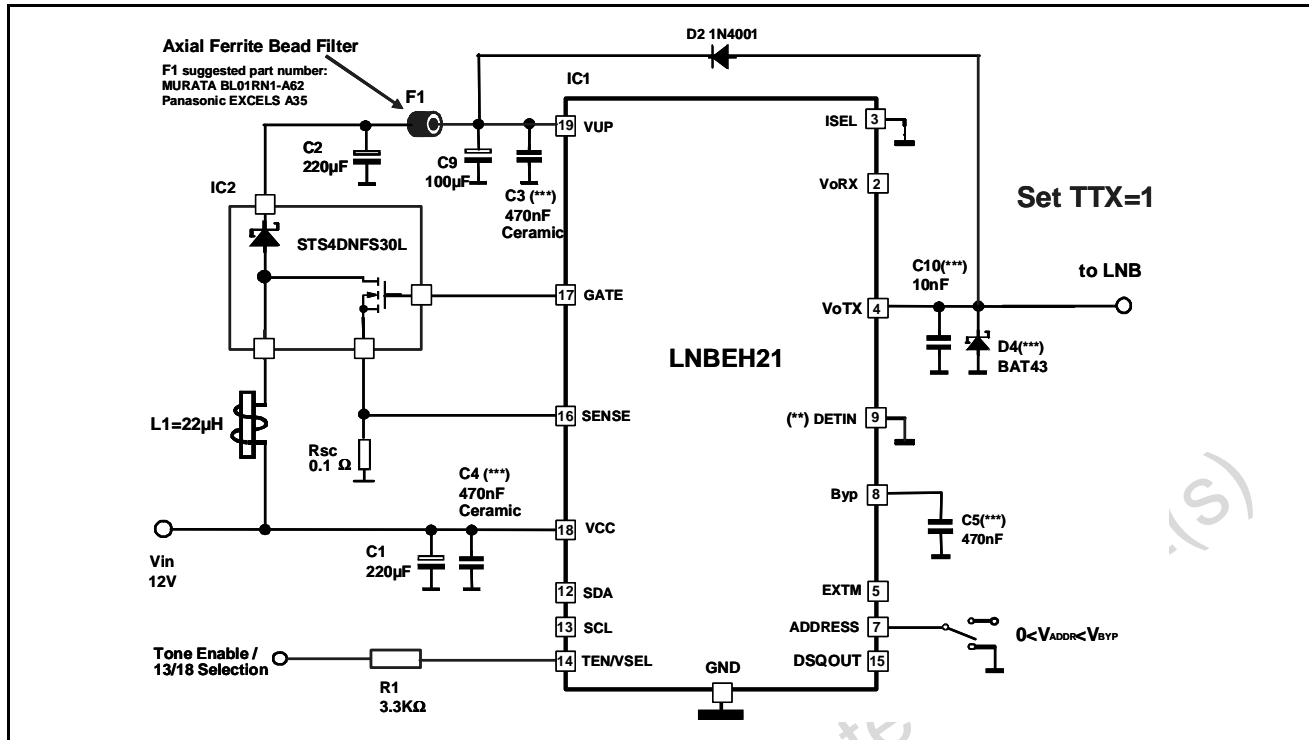 D2 1N4001
Axial Ferrite Bead Filter
F1 suggested part number:
MURATA BL01RN1-A62
Panasonic EXCELS A35
F1
IC1
19 VUP
ISEL 3
C2
220µF
C9
100µF
C3 (***)
470nF
Ceramic
VoRX 2
Set TTX=1
IC2
STS4DNFS30L
C10(***)
10nF
to LNB
17 GATE
VoTX 4
LNBEH21
D4(***)
BAT43
L1=22µH
16 SENSE
(**) DETIN 9
Rsc
0.1 Ω
C4 (***)
470nF
Ceramic
Byp 8
C5(***)
470nF
18 VCC
Vin
12V
C1
220µF
12 SDA
EXTM 5
13 SCL
ADDRESS 7
0<VADDR<VBYP
Tone Enable /
13/18 Selection
14 TEN/VSEL
DSQOUT 15
GND
R1
3.3KΩ
(s)
te